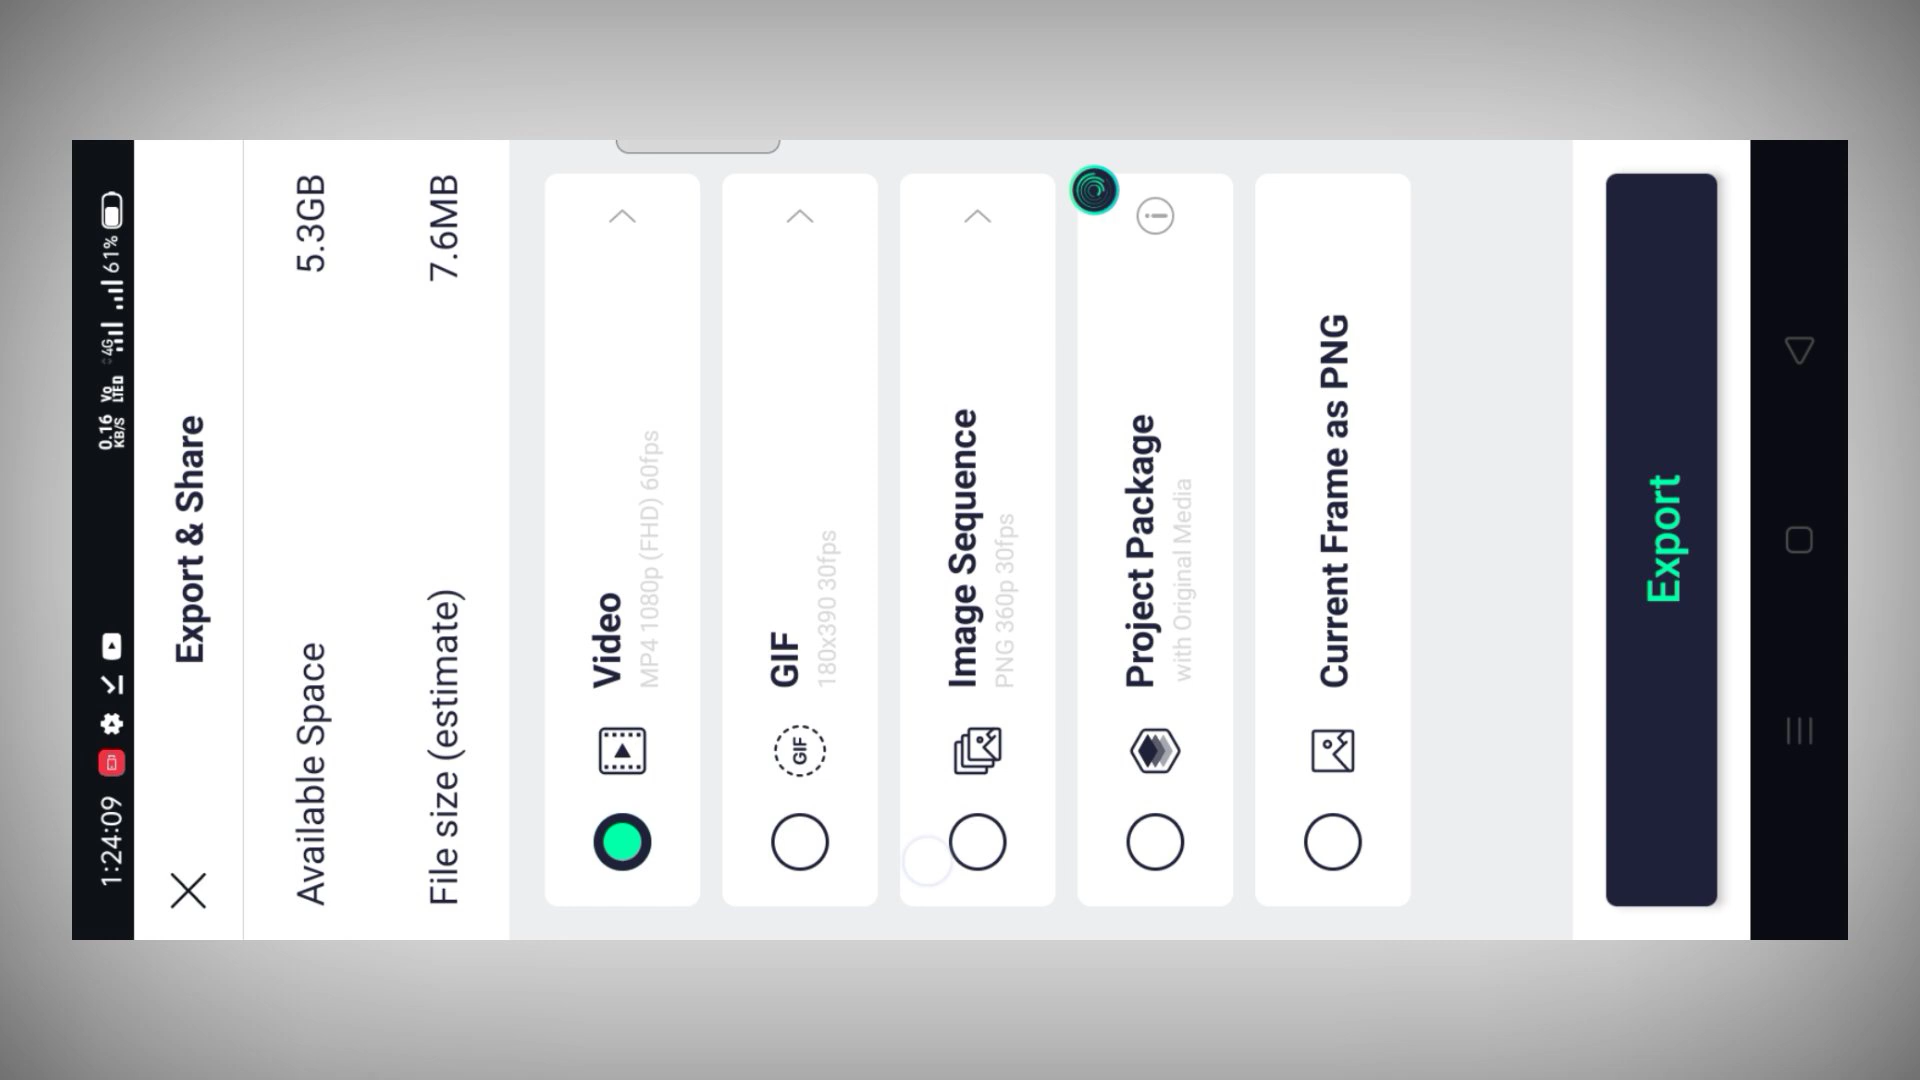 1:24:09
0.16 KB/S
Vo LTED
4G
61%
Export & Share
Available Space 5.3GB
File size (estimate) 7.6MB
Video
MP4 1080p (FHD) 60fps
GIF
GIF
180x390 30fps
Image Sequence
PNG 360p 30fps
Project Package
with Original Media
Current Frame as PNG
Export